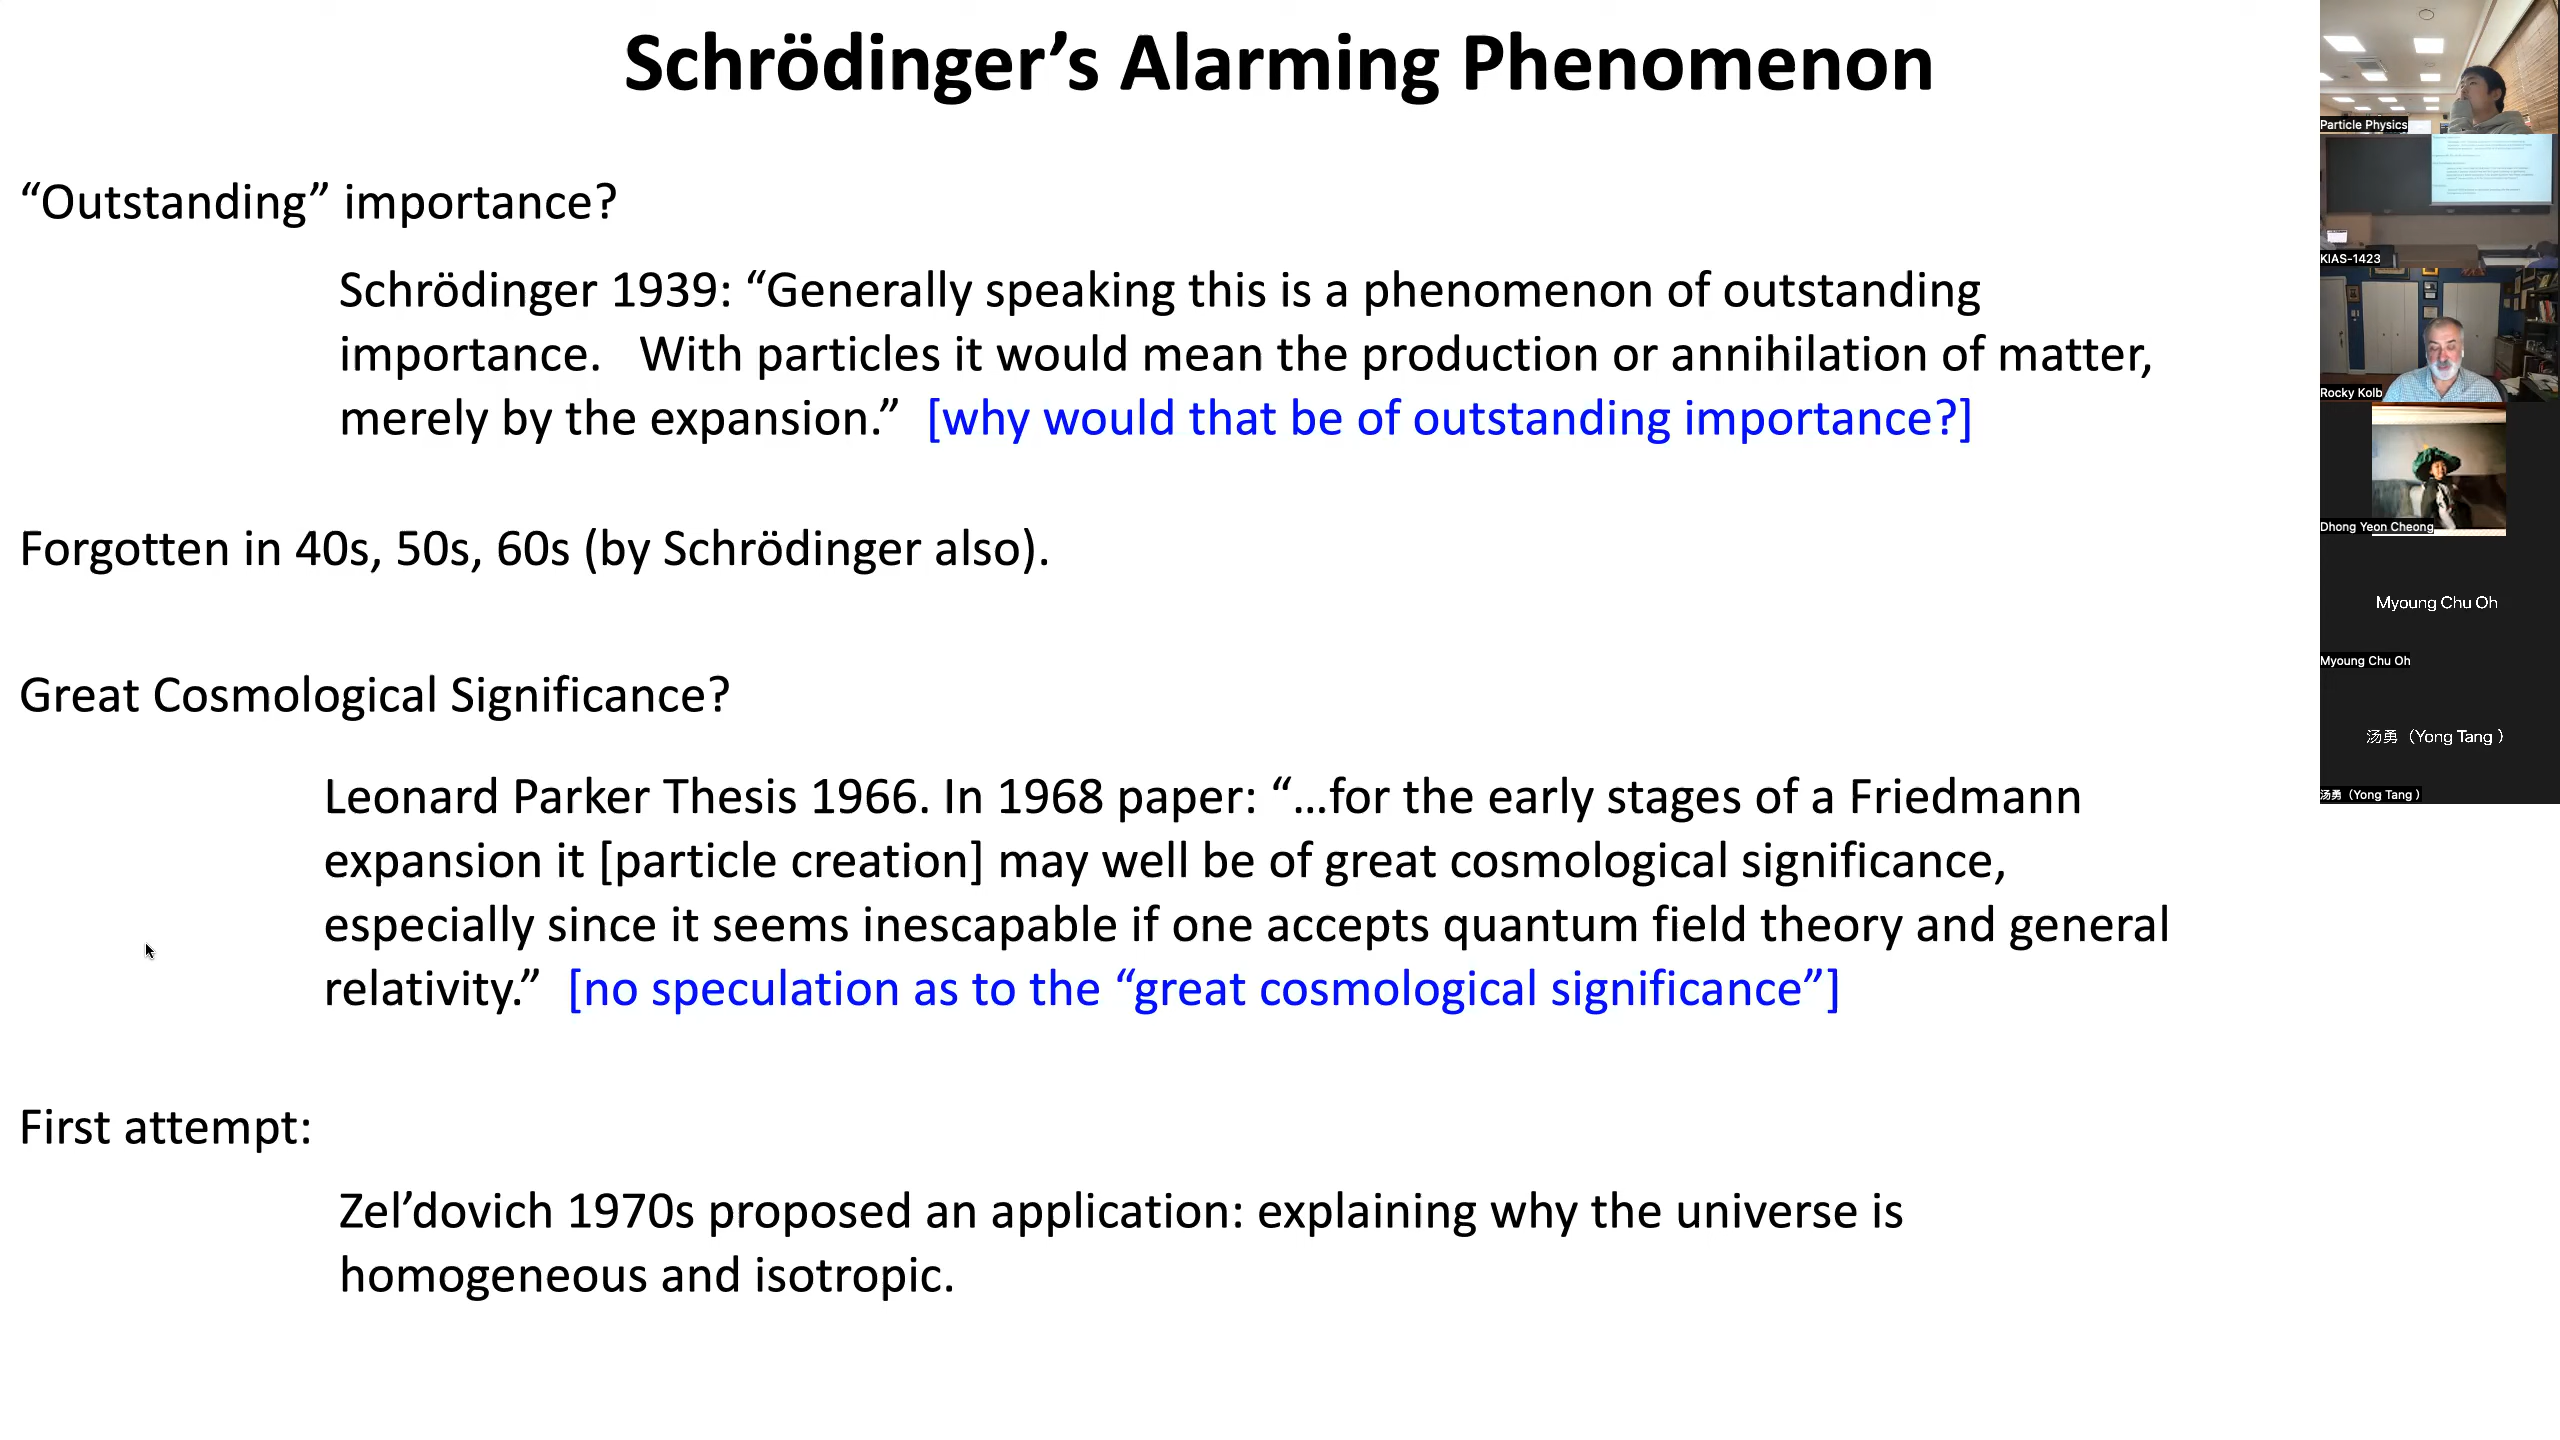 Schrödinger’s Alarming Phenomenon
“Outstanding” importance?
Schrödinger 1939: “Generally speaking this is a phenomenon of outstanding
importance.   With particles it would mean the production or annihilation of matter,
merely by the expansion.”  [why would that be of outstanding importance?]
Forgotten in 40s, 50s, 60s (by Schrödinger also).
Great Cosmological Significance?
Leonard Parker Thesis 1966. In 1968 paper: “…for the early stages of a Friedmann
expansion it [particle creation] may well be of great cosmological significance,
especially since it seems inescapable if one accepts quantum field theory and general
relativity.”  [no speculation as to the “great cosmological significance”]
First attempt:
Zel’dovich 1970s proposed an application: explaining why the universe is
homogeneous and isotropic.
Particle Physics
KIAS-1423
Rocky Kolb
Dhong Yeon Cheong
Myoung Chu Oh
Myoung Chu Oh
汤勇（Yong Tang ）
汤勇（Yong Tang ）